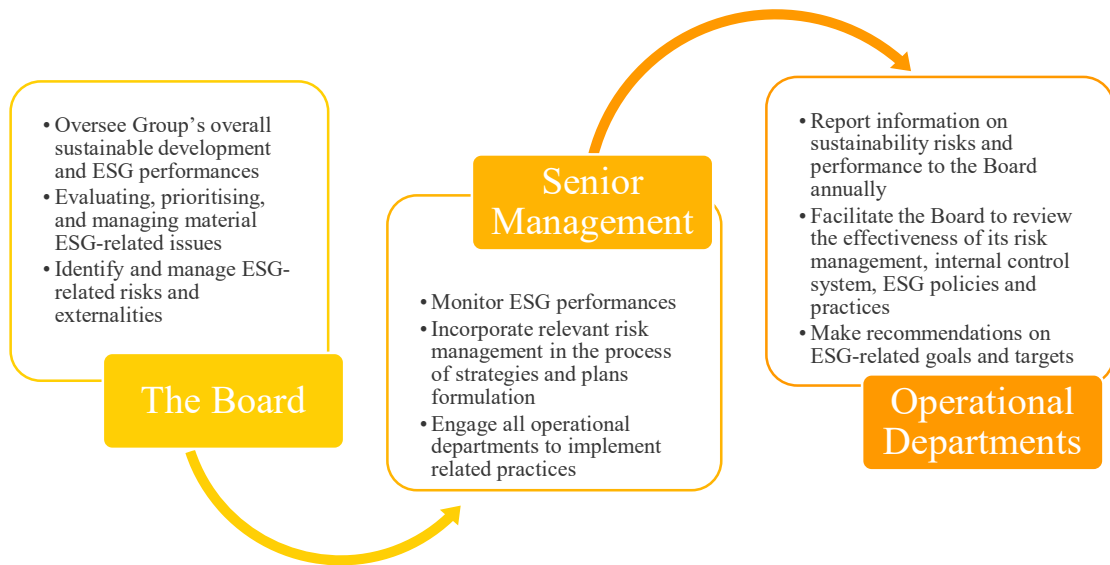 • Oversee Group's overall
sustainable development
and ESG performances
• Evaluating, prioritising,
and managing material
ESG-related issues
• Identify and manage ESG-
related risks and
externalities
The Board
Senior
Management
• Monitor ESG performances
• Incorporate relevant risk
management in the process
of strategies and plans
formulation
• Engage all operational
departments to implement
related practices
• Report information on
sustainability risks and
performance to the Board
annually
• Facilitate the Board to review
the effectiveness of its risk
management, internal control
system, ESG policies and
practices
• Make recommendations on
ESG-related goals and targets
Operational
Departments